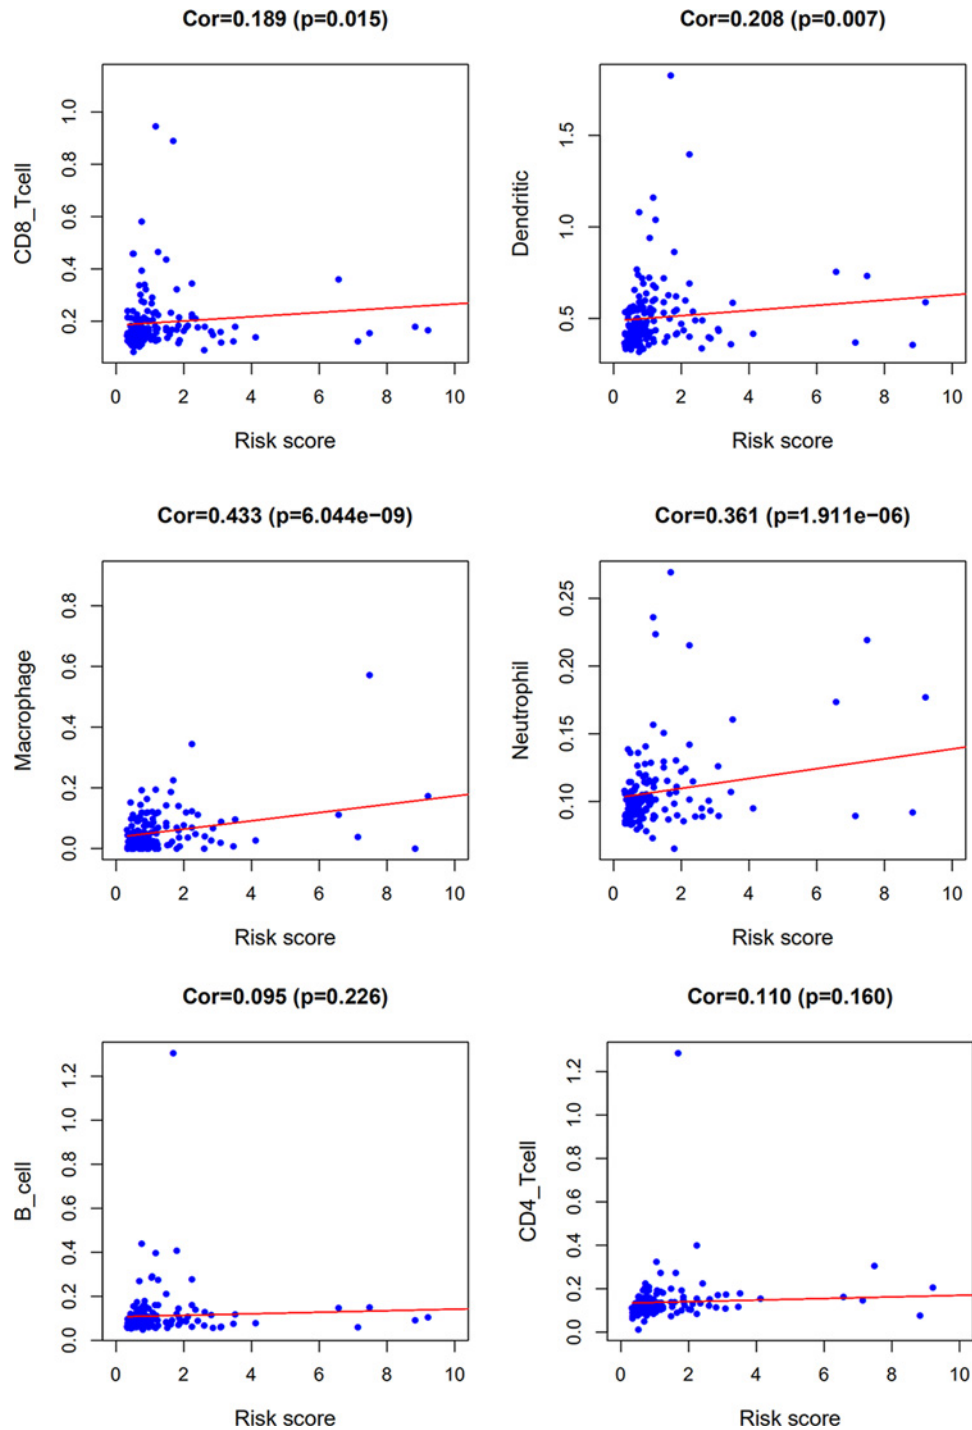 Cor=0.189 (p=0.015)
CD8_Tcell
1.0
0.8
0.6
0.4
0.2
0 2 4 6 8 10
Risk score
Cor=0.208 (p=0.007)
Dendritic
1.5
1.0
0.5
0 2 4 6 8 10
Risk score
Cor=0.433 (p=6.044e−09)
Macrophage
0.8
0.6
0.4
0.2
0.0
0 2 4 6 8 10
Risk score
Cor=0.361 (p=1.911e−06)
Neutrophil
0.25
0.20
0.15
0.10
0 2 4 6 8 10
Risk score
Cor=0.095 (p=0.226)
B_cell
1.2
1.0
0.8
0.6
0.4
0.2
0.0
0 2 4 6 8 10
Risk score
Cor=0.110 (p=0.160)
CD4_Tcell
1.2
1.0
0.8
0.6
0.4
0.2
0.0
0 2 4 6 8 10
Risk score